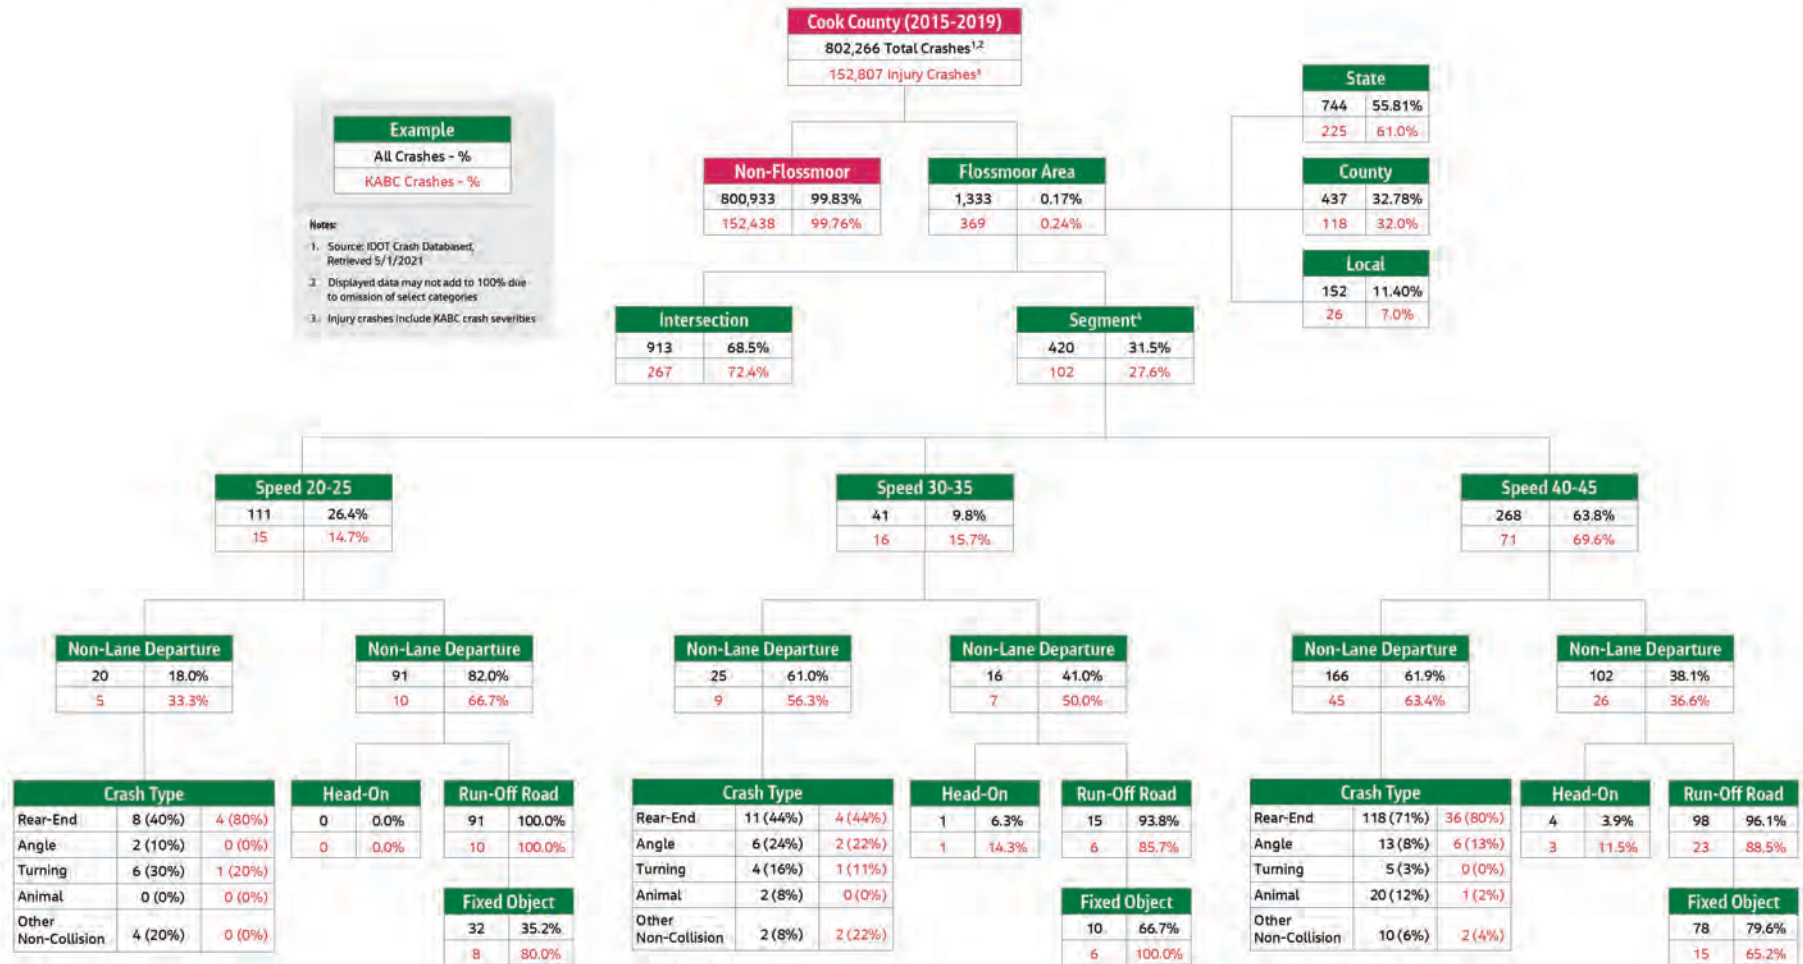 Cook County (2015-2019)
802,266 Total Crashes1,2
152,807 Injury Crashes3
Example
All Crashes - %
KABC Crashes - %
Notes:
1. Source: IDOT Crash Databased,
Retrieved 5/1/2021
2 Displayed data may not add to 100% due
to omission of select categories
3. Injury crashes include KABC crash severities
State
744 55.81%
225 61.0%
Non-Flossmoor
800,933 99.83%
152,438 99.76%
Flossmoor Area
1,333 0.17%
369 0.24%
County
437 32.78%
118 32.0%
Local
152 11.40%
26 7.0%
Intersection
913 68.5%
267 72.4%
Segment4
420 31.5%
102 27.6%
Speed 20-25
111 26.4%
15 14.7%
Speed 30-35
41 9.8%
16 15.7%
Speed 40-45
268 63.8%
71 69.6%
Non-Lane Departure
20 18.0%
5 33.3%
Non-Lane Departure
91 82.0%
10 66.7%
Non-Lane Departure
25 61.0%
9 56.3%
Non-Lane Departure
16 41.0%
7 50.0%
Non-Lane Departure
166 61.9%
45 63.4%
Non-Lane Departure
102 38.1%
26 36.6%
Crash Type
Rear-End 8 (40%) 4 (80%)
Angle 2 (10%) 0 (0%)
Turning 6 (30%) 1 (20%)
Animal 0 (0%) 0 (0%)
Other
Non-Collision 4 (20%) 0 (0%)
Head-On
0 0.0%
0 0.0%
Run-Off Road
91 100.0%
10 100.0%
Fixed Object
32 35.2%
8 80.0%
Crash Type
Rear-End 11 (44%) 4 (44%)
Angle 6 (24%) 2 (22%)
Turning 4 (16%) 1 (11%)
Animal 2 (8%) 0 (0%)
Other
Non-Collision 2 (8%) 2 (22%)
Head-On
1 6.3%
1 14.3%
Run-Off Road
15 93.8%
6 85.7%
Fixed Object
10 66.7%
6 100.0%
Crash Type
Rear-End 118 (71%) 36 (80%)
Angle 13 (8%) 6 (13%)
Turning 5 (3%) 0 (0%)
Animal 20 (12%) 1 (2%)
Other
Non-Collision 10 (6%) 2 (4%)
Head-On
4 3.9%
3 11.5%
Run-Off Road
98 96.1%
23 88.5%
Fixed Object
78 79.6%
15 65.2%